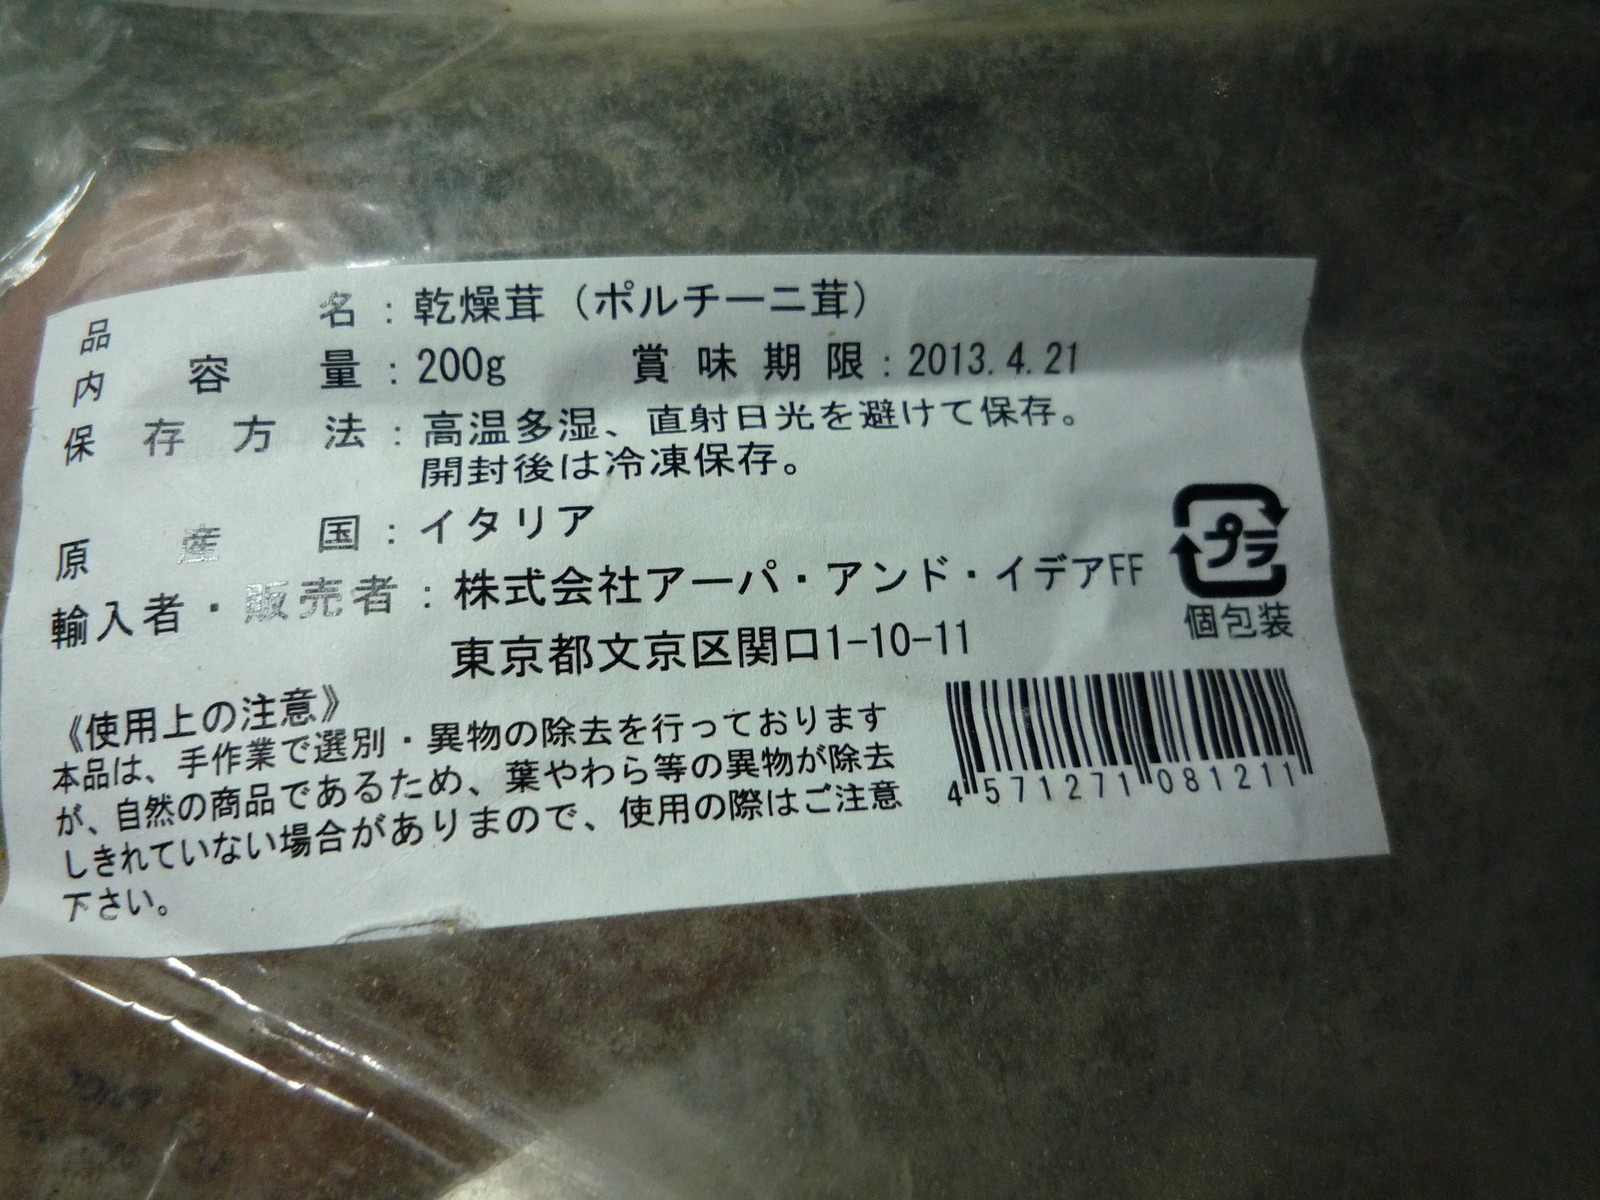 品名：乾燥茸（ポルチーニ茸）
内容量：200g 賞味期限：2013.4.21
保存方法：高温多湿、直射日光を避けて保存。
開封後は冷凍保存。
原産国：イタリア
輸入者・販売者：株式会社アーパ・アンド・イデアFF
東京都文京区関口1-10-11
プラ
個包装
《使用上の注意》
本品は、手作業で選別・異物の除去を行っております
が、自然の商品であるため、葉やわら等の異物が除去
しきれていない場合がありまので、使用の際はご注意
下さい。
4571271081211